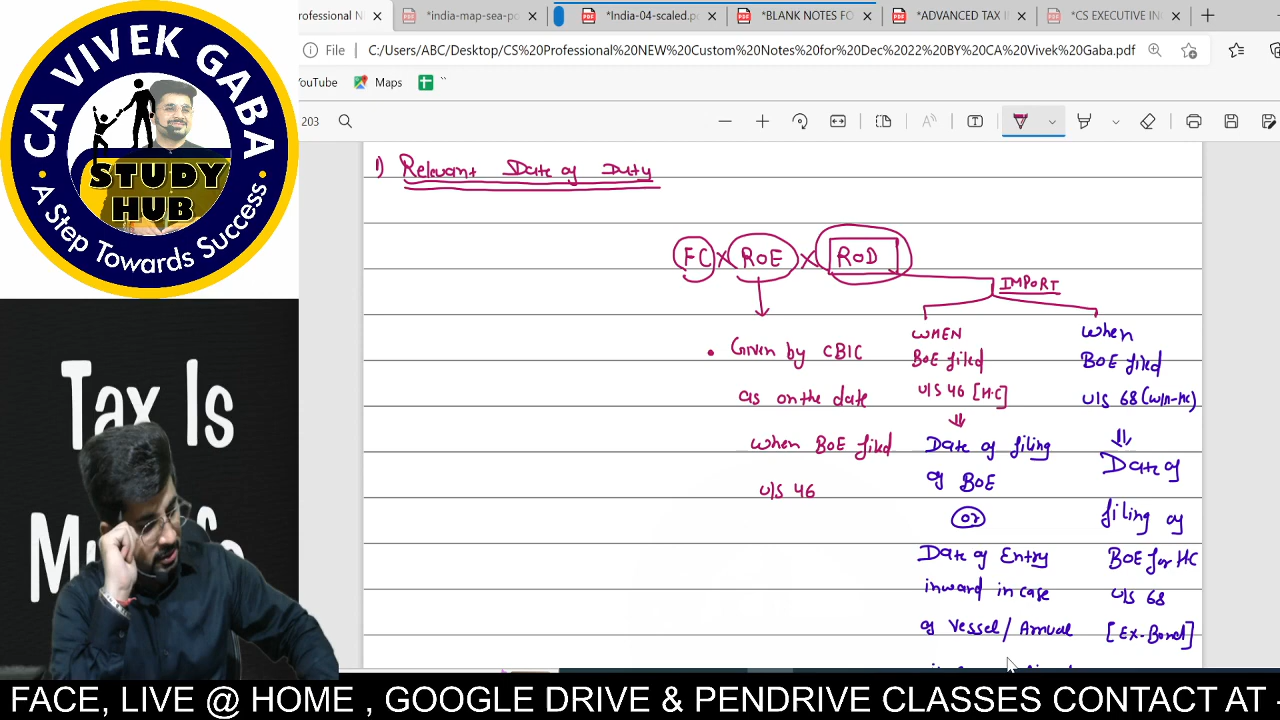 CA VIVEK GABA
STUDY
HUB
• A Step Towards Success •
Tax Is
rofessional N
*india-map-sea-po
*India-04-scaled.p
*BLANK NOTES FO
*ADVANCED TAX
*CS EXECUTIVE IN
File
C:/Users/ABC/Desktop/CS%20Professional%20NEW%20Custom%20Notes%20for%20Dec%2022%20BY%20CA%20Vivek%20Gaba.pdf
ouTube
Maps
``
203
1) Relevant Date of Duty
FC x RoE x RoD
IMPORT
• Given by CBIC
as on the date
when BoE filed
u/s 46
WHEN
BoE filed
u/s 46 [H.C]
⇓
Date of filing
of BoE
or
Date of Entry
inward in case
of Vessel/ Arrival
When
BoE filed
u/s 68 (W/H-HC)
⇓
Date of
filing of
BOE for HC
u/s 68
[Ex-Bond]
FACE, LIVE @ HOME , GOOGLE DRIVE & PENDRIVE CLASSES CONTACT AT :